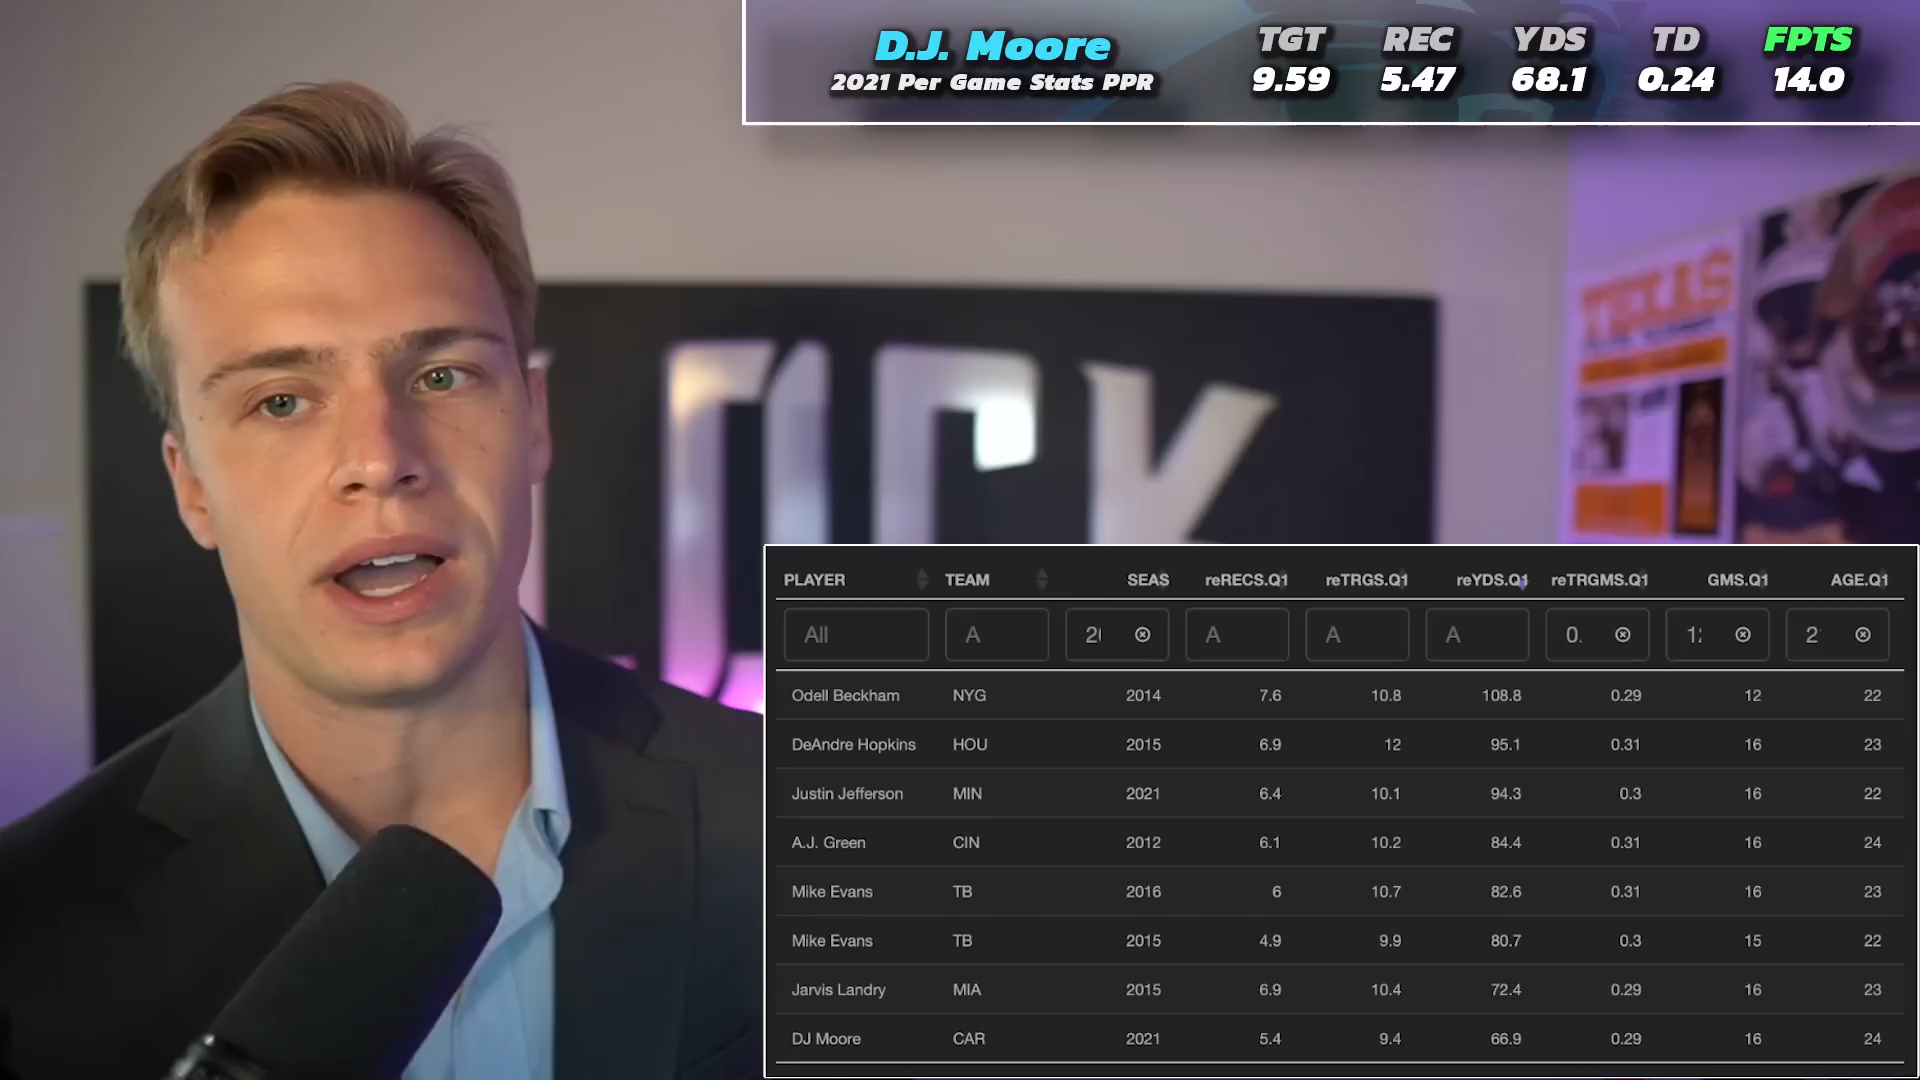 D.J. Moore
2021 Per Game Stats PPR
TGT REC YDS TD FPTS
9.59 5.47 68.1 0.24 14.0
TEXAS
PLAYER TEAM SEAS reRECS.Q1 reTRGS.Q1 reYDS.Q1 reTRGMS.Q1 GMS.Q1 AGE.Q1
All A A A A
Odell Beckham NYG 2014 7.6 10.8 108.8 0.29 12 22
DeAndre Hopkins HOU 2015 6.9 12 95.1 0.31 16 23
Justin Jefferson MIN 2021 6.4 10.1 94.3 0.3 16 22
A.J. Green CIN 2012 6.1 10.2 84.4 0.31 16 24
Mike Evans TB 2016 6 10.7 82.6 0.31 16 23
Mike Evans TB 2015 4.9 9.9 80.7 0.3 15 22
Jarvis Landry MIA 2015 6.9 10.4 72.4 0.29 16 23
DJ Moore CAR 2021 5.4 9.4 66.9 0.29 16 24